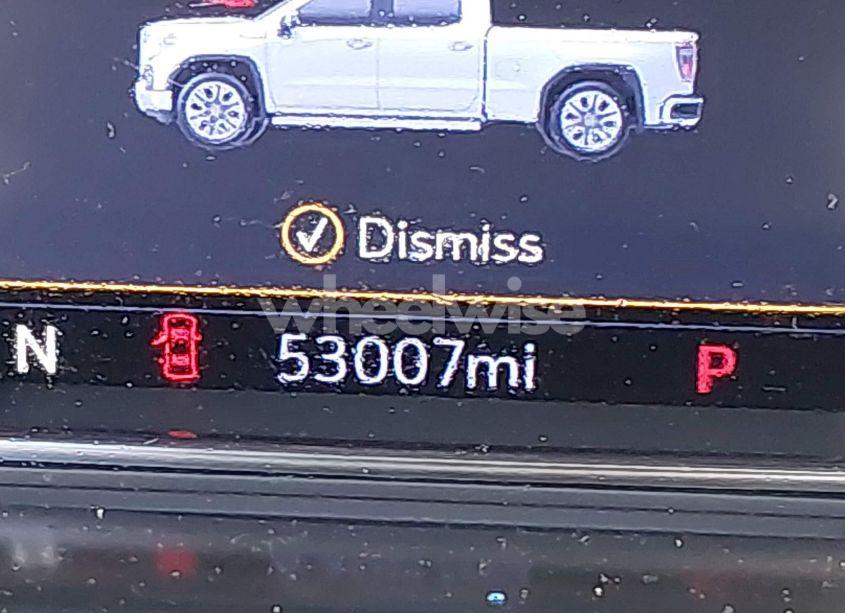 Dismiss
wheelwise
N 53007mi P